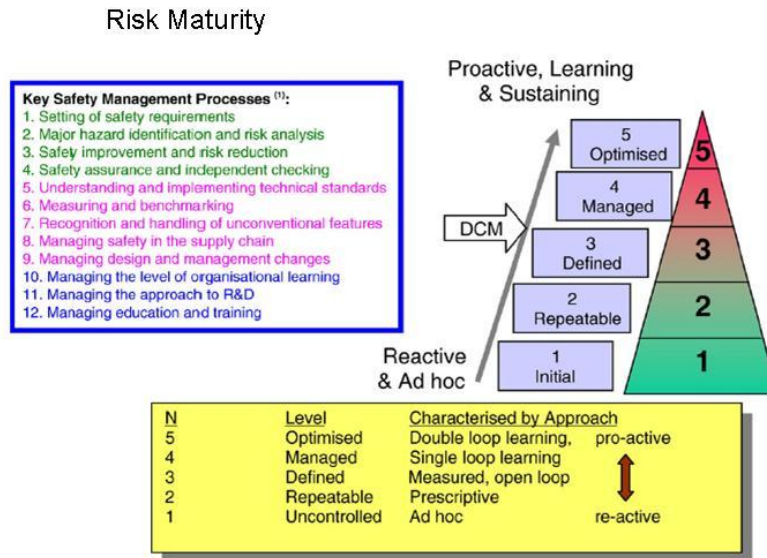 Risk Maturity
Key Safety Management Processes (1):
1. Setting of safety requirements
2. Major hazard identification and risk analysis
3. Safety improvement and risk reduction
4. Safety assurance and independent checking
5. Understanding and implementing technical standards
6. Measuring and benchmarking
7. Recognition and handling of unconventional features
8. Managing safety in the supply chain
9. Managing design and management changes
10. Managing the level of organisational learning
11. Managing the approach to R&D
12. Managing education and training
Proactive, Learning
& Sustaining
5
Optimised
4
Managed
DCM
3
Defined
2
Repeatable
1
Initial
Reactive
& Ad hoc
5
4
3
2
1
N Level Characterised by Approach
5 Optimised Double loop learning, pro-active
4 Managed Single loop learning
3 Defined Measured, open loop
2 Repeatable Prescriptive
1 Uncontrolled Ad hoc re-active